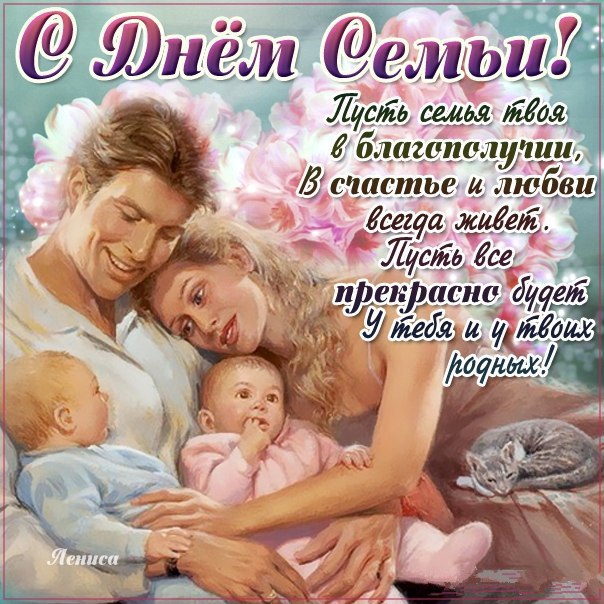 С Днём Семьи!
Пусть семья твоя
в благополучии,
В счастье и любви
всегда живет.
Пусть все
прекрасно будет
У тебя и у твоих
родных!
Лениса